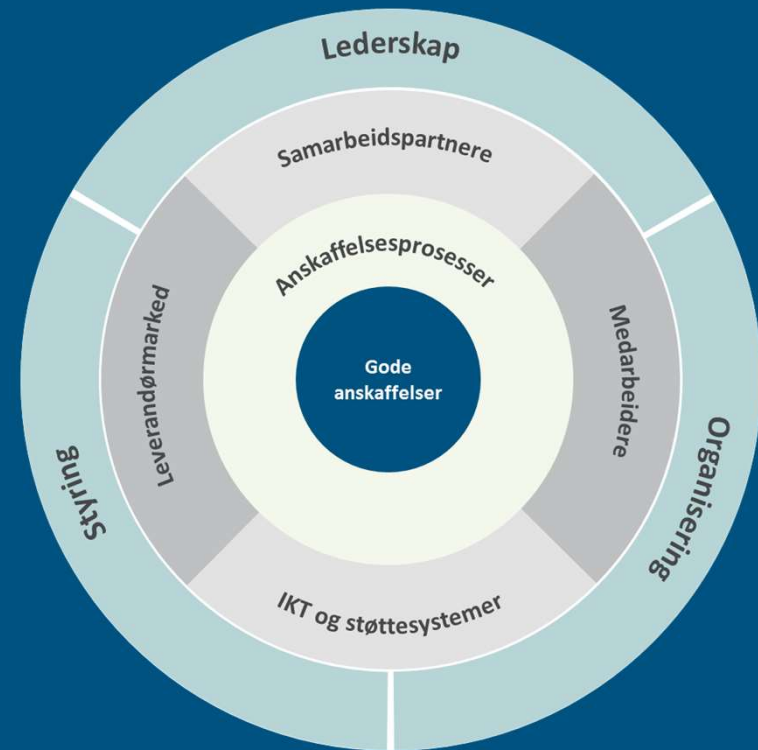 Lederskap
Samarbeidspartnere
Anskaffelsesprosesser
Leverandørmarked
Medarbeidere
Gode
anskaffelser
Styring
Organisering
IKT og støttesystemer